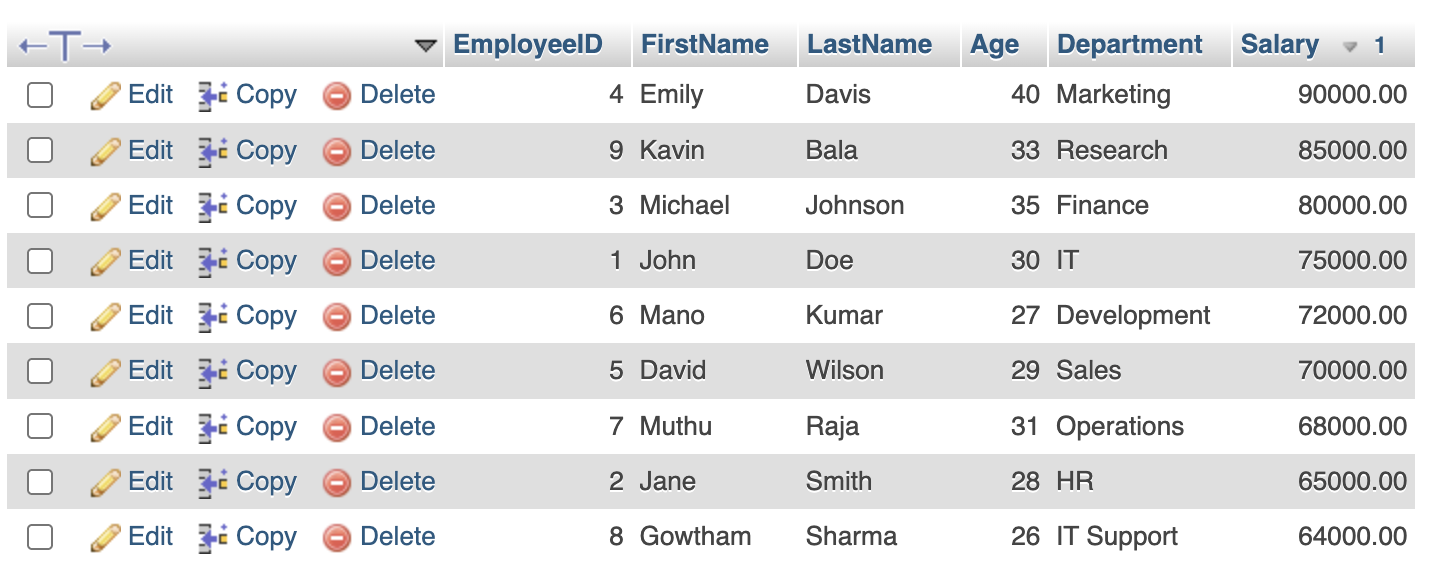 ←T→ EmployeeID FirstName LastName Age Department Salary 1
Edit Copy Delete 4 Emily Davis 40 Marketing 90000.00
Edit Copy Delete 9 Kavin Bala 33 Research 85000.00
Edit Copy Delete 3 Michael Johnson 35 Finance 80000.00
Edit Copy Delete 1 John Doe 30 IT 75000.00
Edit Copy Delete 6 Mano Kumar 27 Development 72000.00
Edit Copy Delete 5 David Wilson 29 Sales 70000.00
Edit Copy Delete 7 Muthu Raja 31 Operations 68000.00
Edit Copy Delete 2 Jane Smith 28 HR 65000.00
Edit Copy Delete 8 Gowtham Sharma 26 IT Support 64000.00